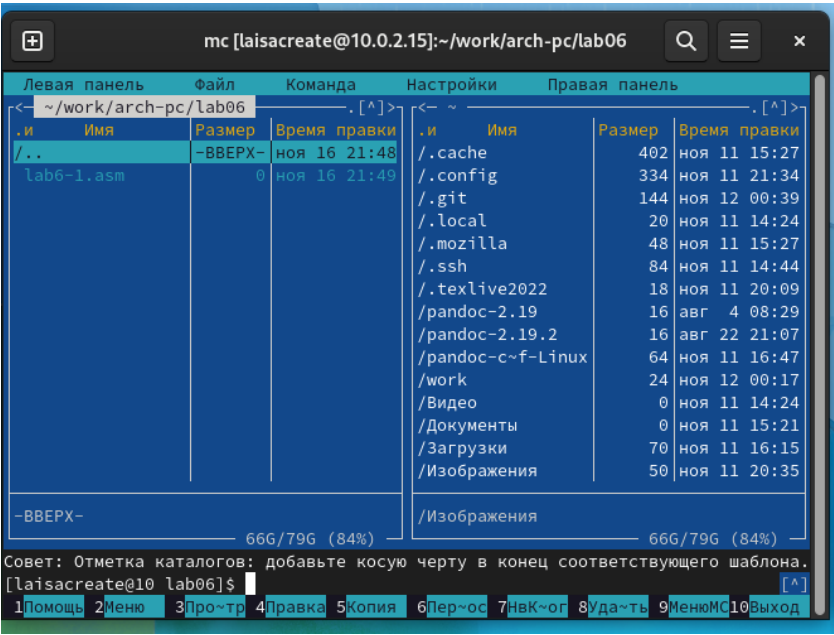 mc [laisacreate@10.0.2.15]:~/work/arch-pc/lab06
Левая панель Файл Команда Настройки Правая панель
<— ~/work/arch-pc/lab06 .[^]>
.и Имя Размер Время правки
/.. -ВВЕРХ- ноя 16 21:48
lab6-1.asm 0 ноя 16 21:49
-ВВЕРХ-
66G/79G (84%)
<— ~ .[^]>
.и Имя Размер Время правки
/.cache 402 ноя 11 15:27
/.config 334 ноя 11 21:34
/.git 144 ноя 12 00:39
/.local 20 ноя 11 14:24
/.mozilla 48 ноя 11 15:27
/.ssh 84 ноя 11 14:44
/.texlive2022 18 ноя 11 20:09
/pandoc-2.19 16 авг 4 08:29
/pandoc-2.19.2 16 авг 22 21:07
/pandoc-c~f-Linux 64 ноя 11 16:47
/work 24 ноя 12 00:17
/Видео 0 ноя 11 14:24
/Документы 0 ноя 11 15:21
/Загрузки 70 ноя 11 16:15
/Изображения 50 ноя 11 20:35
/Изображения
66G/79G (84%)
Совет: Отметка каталогов: добавьте косую черту в конец соответствующего шаблона.
[laisacreate@10 lab06]$ [^]
1Помощь 2Меню 3Про~тр 4Правка 5Копия 6Пер~ос 7НвК~ог 8Уда~ть 9МенюMC 10Выход